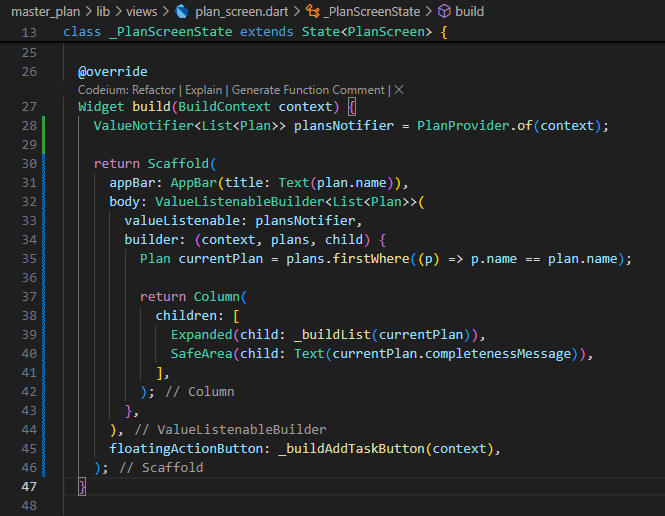 master_plan > lib > views > plan_screen.dart > _PlanScreenState > build
13 class _PlanScreenState extends State<PlanScreen> {
25
26 @override
Codeium: Refactor | Explain | Generate Function Comment | X
27 Widget build(BuildContext context) {
28 ValueNotifier<List<Plan>> plansNotifier = PlanProvider.of(context);
29
30 return Scaffold(
31 appBar: AppBar(title: Text(plan.name)),
32 body: ValueListenableBuilder<List<Plan>>(
33 valueListenable: plansNotifier,
34 builder: (context, plans, child) {
35 Plan currentPlan = plans.firstWhere((p) => p.name == plan.name);
36
37 return Column(
38 children: [
39 Expanded(child: _buildList(currentPlan)),
40 SafeArea(child: Text(currentPlan.completenessMessage)),
41 ],
42 ); // Column
43 },
44 ), // ValueListenableBuilder
45 floatingActionButton: _buildAddTaskButton(context),
46 ); // Scaffold
47 }
48